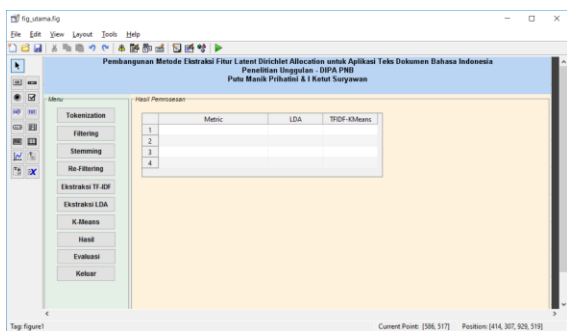 fig_utama.fig
File Edit View Layout Tools Help
Pembangunan Metode Ekstraksi Fitur Latent Dirichlet Allocation untuk Aplikasi Teks Dokumen Bahasa Indonesia
Penelitian Unggulan - DIPA PNB
Putu Manik Prihatini & I Ketut Suryawan
Menu
Hasil Pemrosesan
Tokenization
Filtering
Stemming
Re-Filtering
Ekstraksi TF-IDF
Ekstraksi LDA
K-Means
Hasil
Evaluasi
Keluar
Metric LDA TFIDF-KMeans
1
2
3
4
Tag: figure1
Current Point: [586, 517] Position: [414, 307, 929, 519]